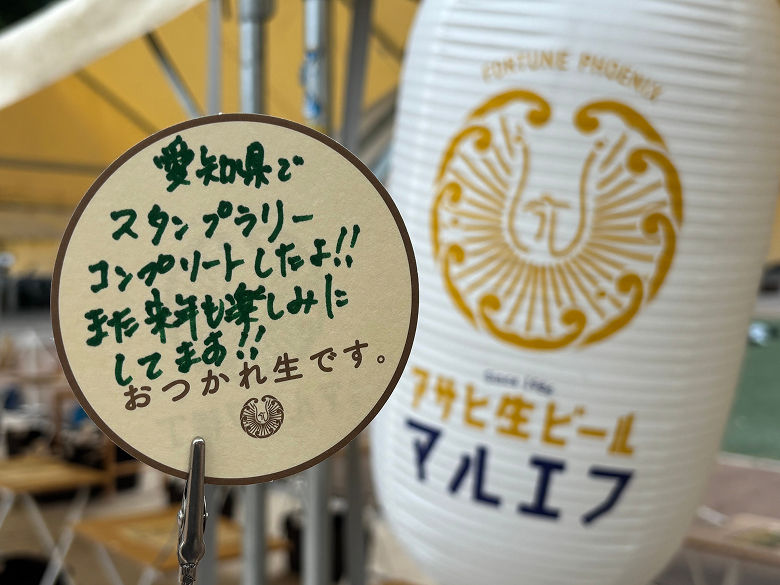 愛知県で
スタンプラリー
コンプリートしたよ!!
また来年も楽しみに
してます!!
おつかれ生です。
FORTUNE PHOENIX
アサヒ生ビール
マルエフ